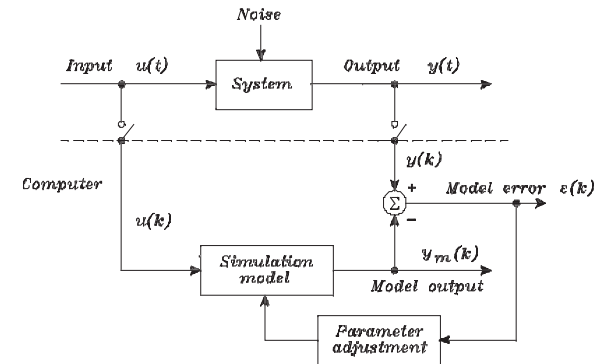 Noise
Input u(t)
System
Output y(t)
y(k)
Computer
+
Model error ε(k)
Σ
−
u(k)
Simulation
model
y_m(k)
Model output
Parameter
adjustment